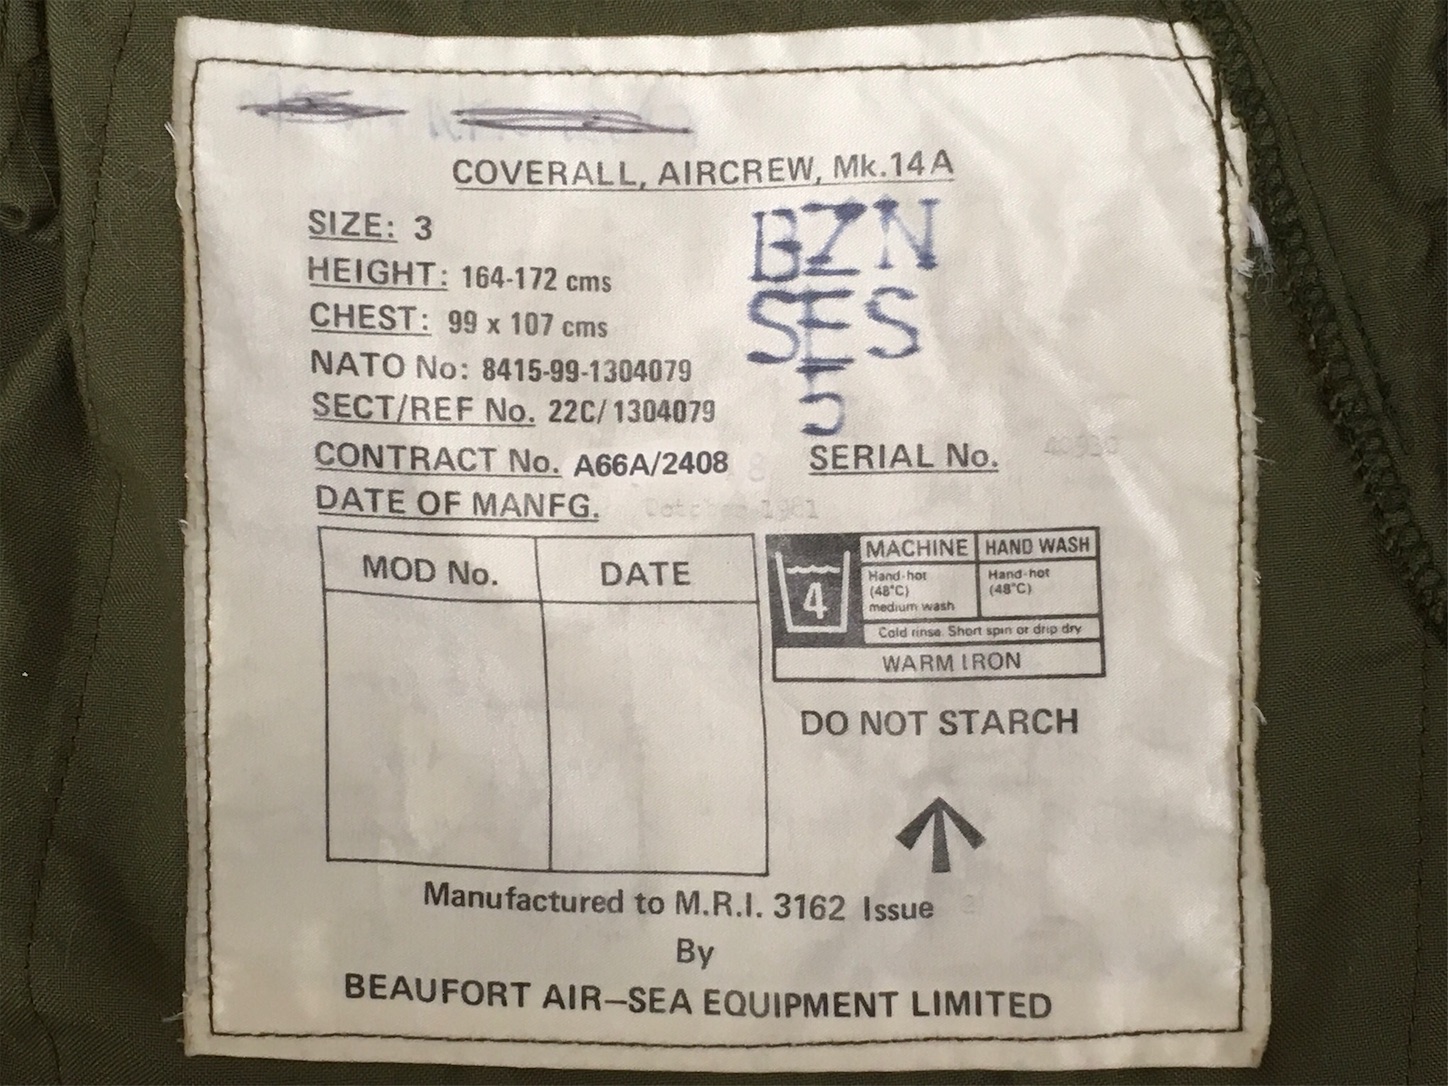 COVERALL, AIRCREW, Mk.14A
SIZE: 3
HEIGHT: 164-172 cms
CHEST: 99 x 107 cms
NATO No: 8415-99-1304079
SECT/REF No. 22C/1304079
BZN
SES
5
CONTRACT No. A66A/2408
SERIAL No.
DATE OF MANFG. October 1981
MOD No. DATE
4
MACHINE HAND WASH
Hand-hot
(48°C)
medium wash
Hand-hot
(48°C)
Cold rinse. Short spin or drip dry
WARM IRON
DO NOT STARCH
Manufactured to M.R.I. 3162 Issue
By
BEAUFORT AIR-SEA EQUIPMENT LIMITED